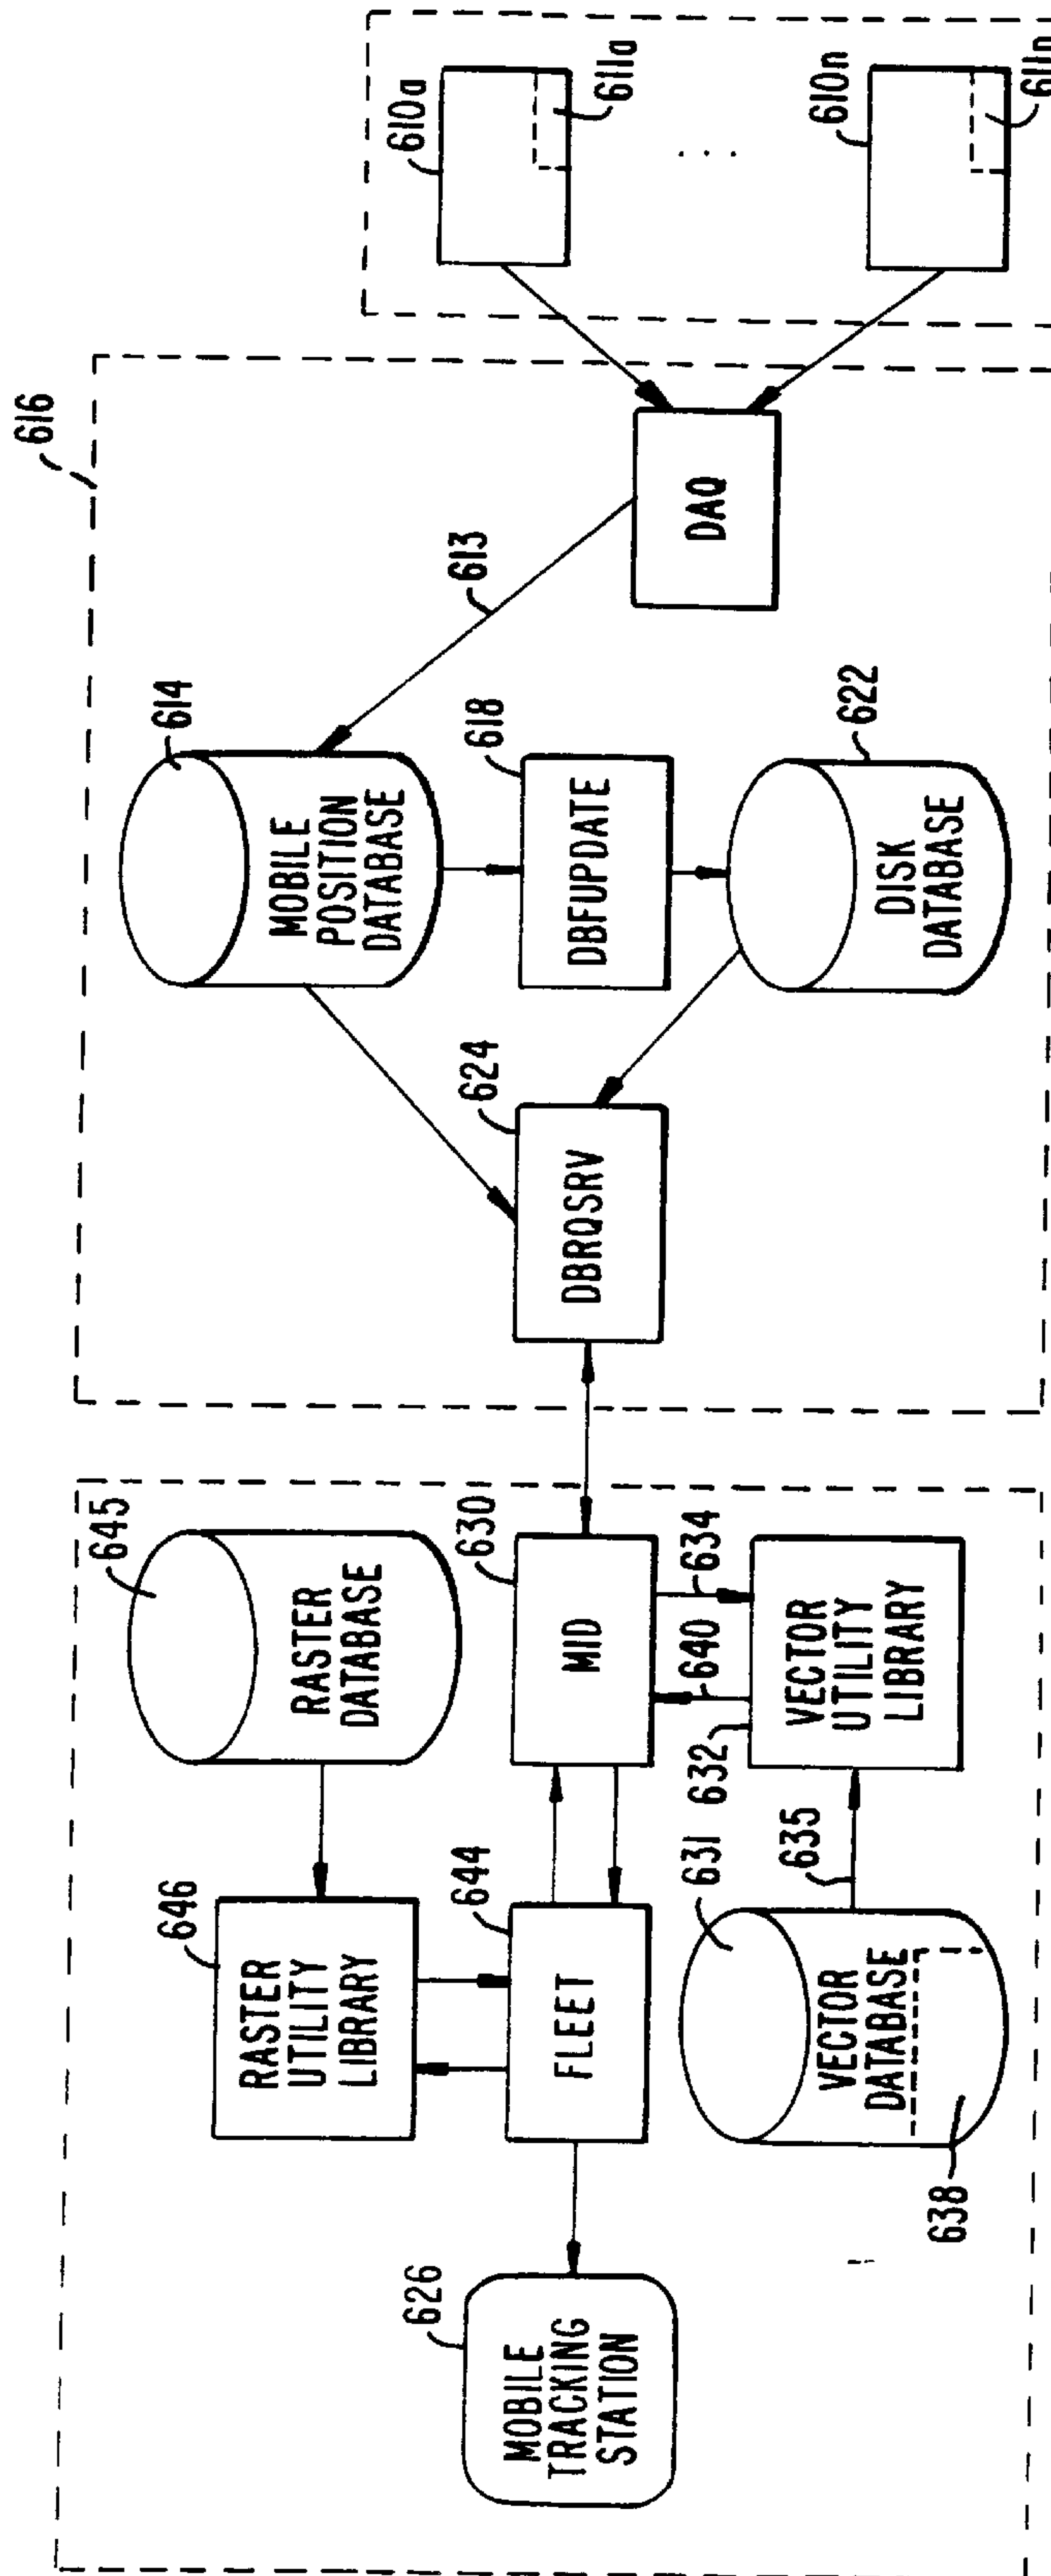 616
645
RASTER
DATABASE
646
RASTER
UTILITY
LIBRARY
626
MOBILE
TRACKING
STATION
644
FLEET
630
MID
634
640
632
VECTOR
UTILITY
LIBRARY
631
635
VECTOR
DATABASE
638
624
DBRQSRV
614
MOBILE
POSITION
DATABASE
618
DBFUPDATE
622
DISK
DATABASE
613
DAQ
610a
611a
...
610n
611n